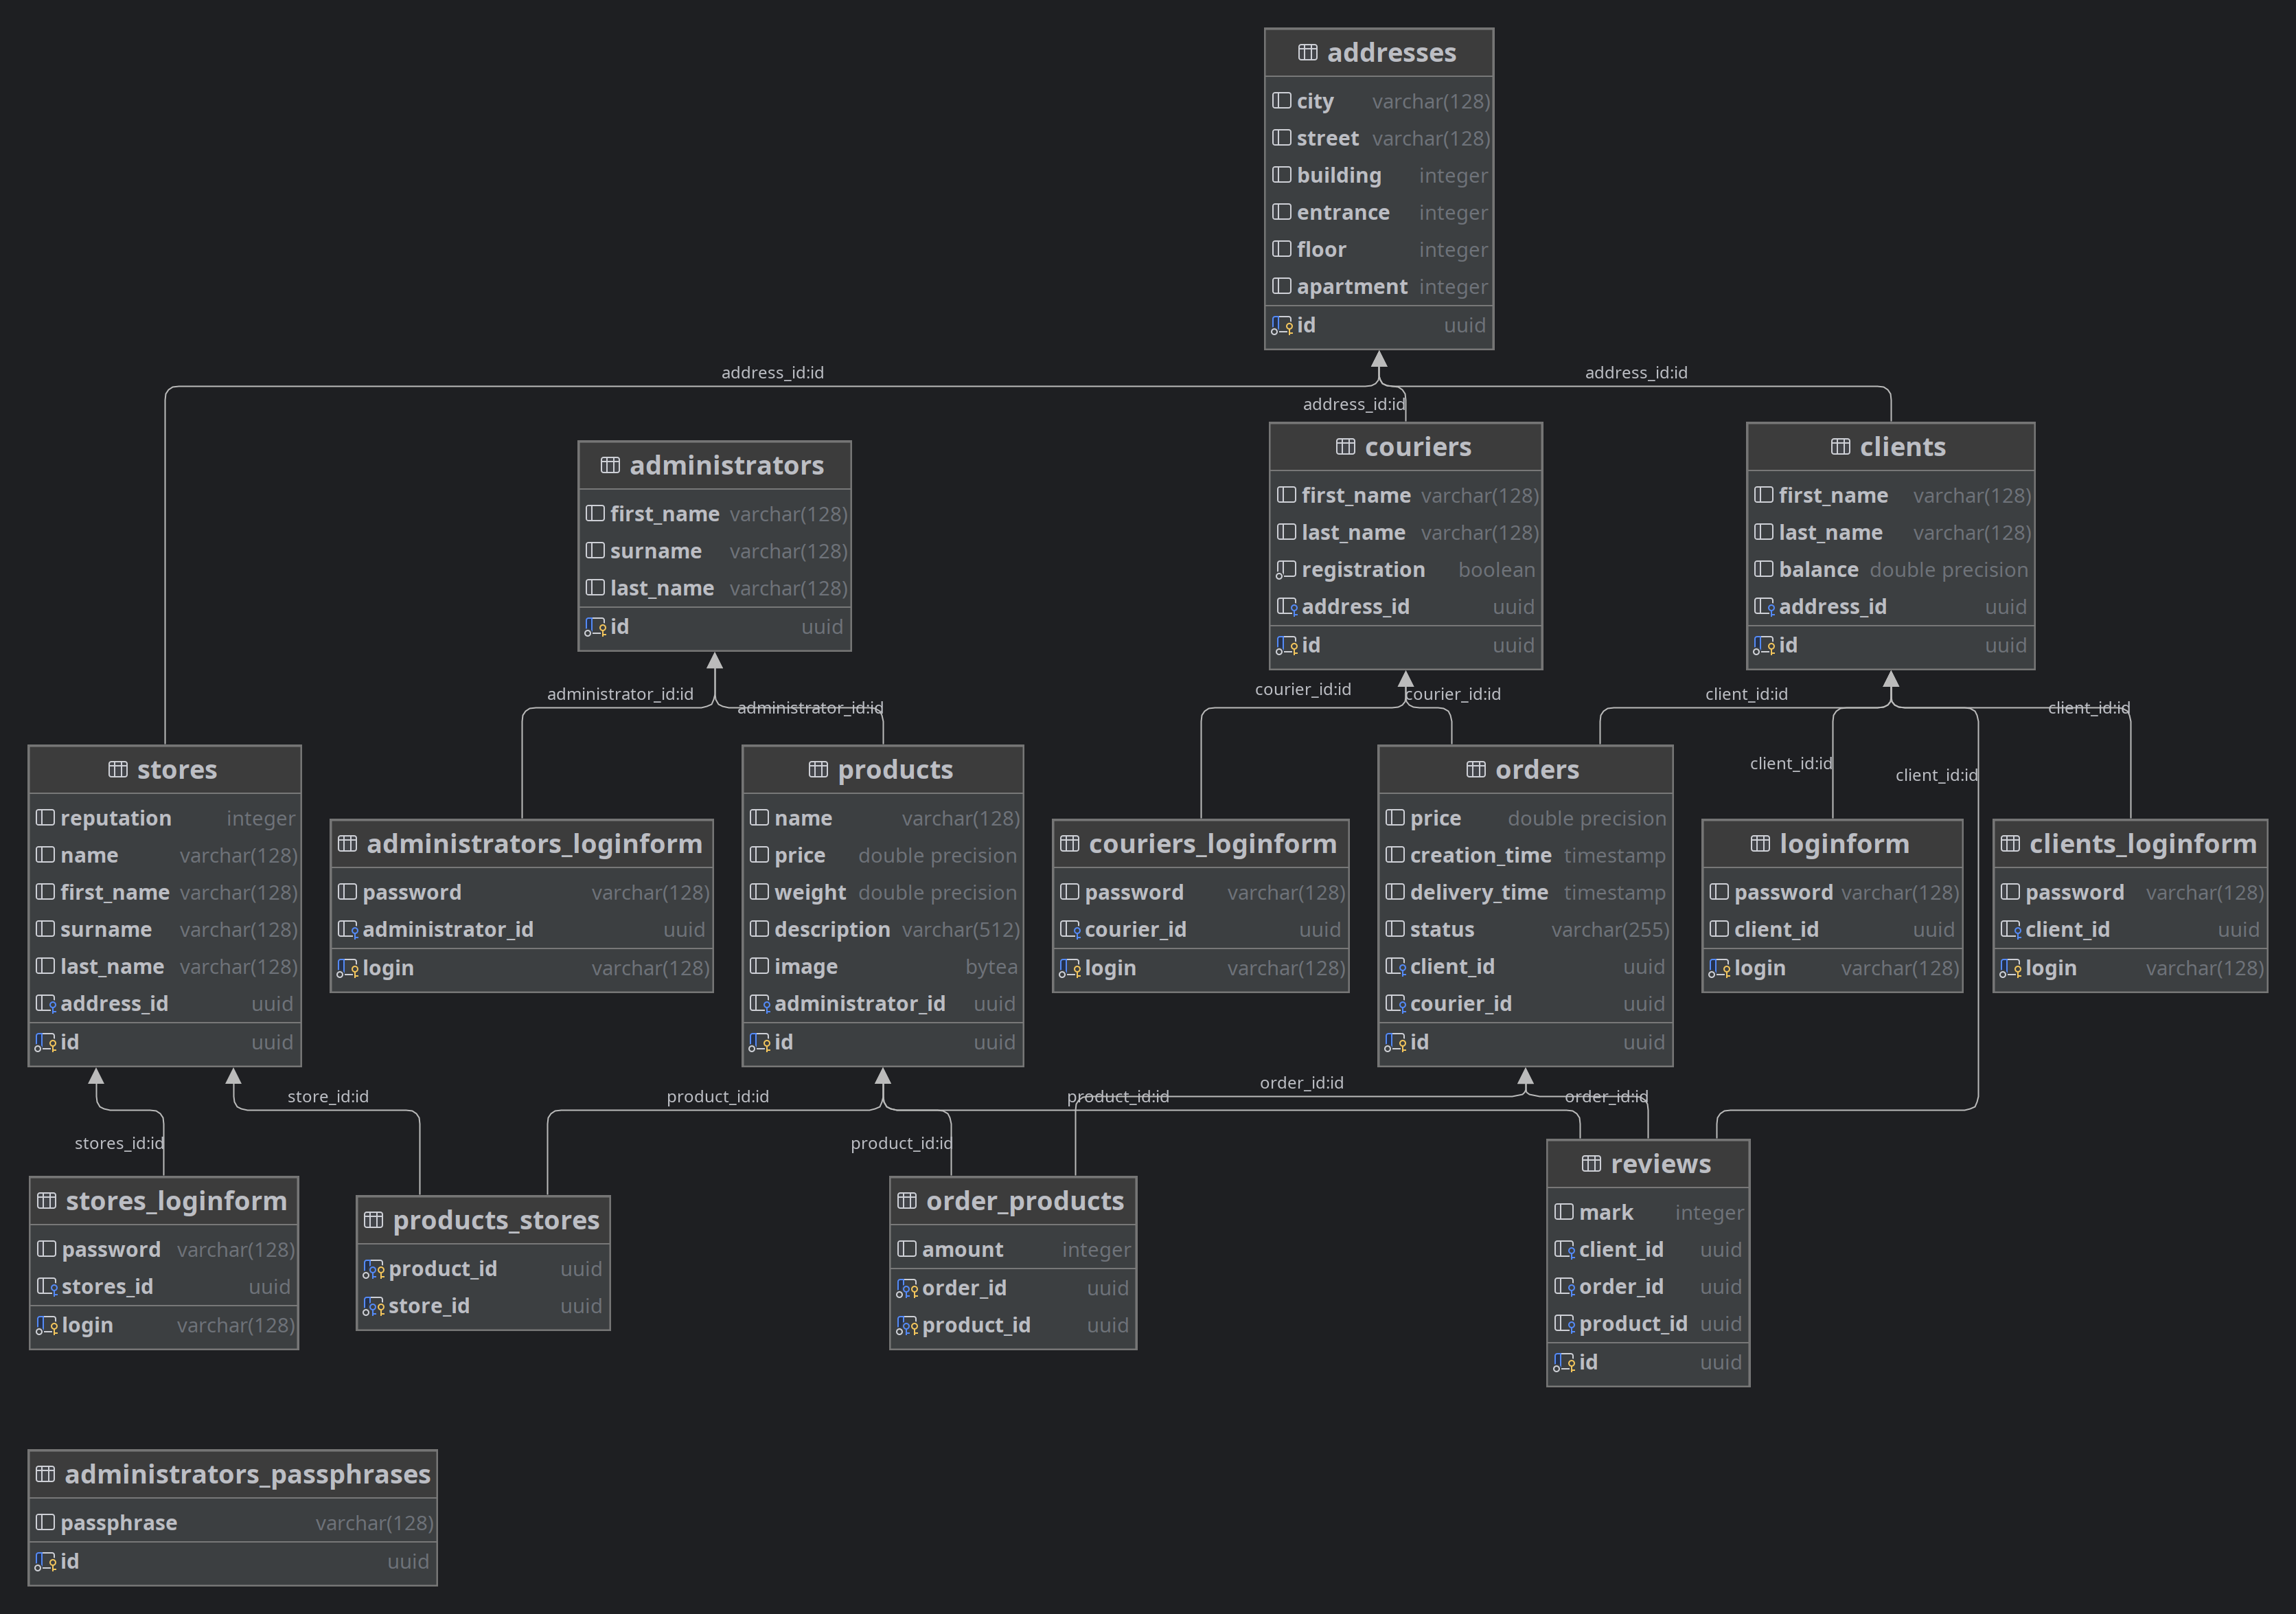 addresses
city varchar(128)
street varchar(128)
building integer
entrance integer
floor integer
apartment integer
id uuid
address_id:id
address_id:id
address_id:id
administrators
first_name varchar(128)
surname varchar(128)
last_name varchar(128)
id uuid
couriers
first_name varchar(128)
last_name varchar(128)
registration boolean
address_id uuid
id uuid
clients
first_name varchar(128)
last_name varchar(128)
balance double precision
address_id uuid
id uuid
administrator_id:id
administrator_id:id
courier_id:id
courier_id:id
client_id:id
client_id:id
client_id:id
client_id:id
stores
reputation integer
name varchar(128)
first_name varchar(128)
surname varchar(128)
last_name varchar(128)
address_id uuid
id uuid
administrators_loginform
password varchar(128)
administrator_id uuid
login varchar(128)
products
name varchar(128)
price double precision
weight double precision
description varchar(512)
image bytea
administrator_id uuid
id uuid
couriers_loginform
password varchar(128)
courier_id uuid
login varchar(128)
orders
price double precision
creation_time timestamp
delivery_time timestamp
status varchar(255)
client_id uuid
courier_id uuid
id uuid
loginform
password varchar(128)
client_id uuid
login varchar(128)
clients_loginform
password varchar(128)
client_id uuid
login varchar(128)
stores_id:id
store_id:id
product_id:id
product_id:id
product_id:id
order_id:id
order_id:id
stores_loginform
password varchar(128)
stores_id uuid
login varchar(128)
products_stores
product_id uuid
store_id uuid
order_products
amount integer
order_id uuid
product_id uuid
reviews
mark integer
client_id uuid
order_id uuid
product_id uuid
id uuid
administrators_passphrases
passphrase varchar(128)
id uuid